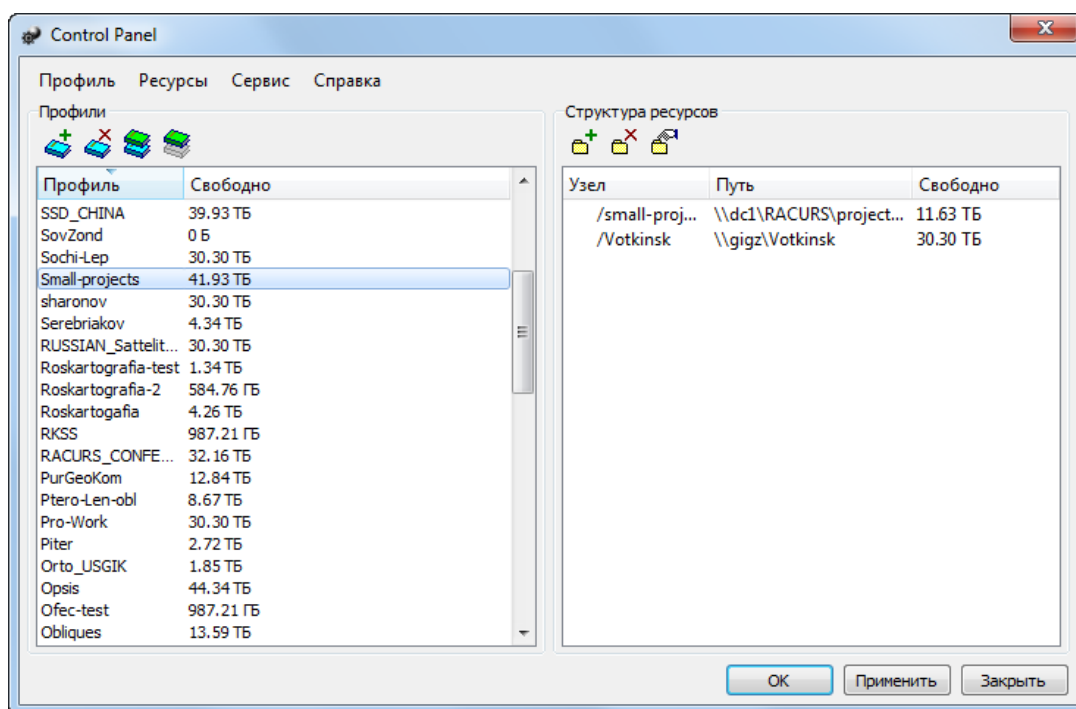 Control Panel
Профиль Ресурсы Сервис Справка
Профили
Профиль Свободно
SSD_CHINA 39.93 ТБ
SovZond 0 Б
Sochi-Lep 30.30 ТБ
Small-projects 41.93 ТБ
sharonov 30.30 ТБ
Serebriakov 4.34 ТБ
RUSSIAN_Sattelit... 30.30 ТБ
Roskartografia-test 1.34 ТБ
Roskartografia-2 584.76 ГБ
Roskartogafia 4.26 ТБ
RKSS 987.21 ГБ
RACURS_CONFE... 32.16 ТБ
PurGeoKom 12.84 ТБ
Ptero-Len-obl 8.67 ТБ
Pro-Work 30.30 ТБ
Piter 2.72 ТБ
Orto_USGIK 1.85 ТБ
Opsis 44.34 ТБ
Ofec-test 987.21 ГБ
Obliques 13.59 ТБ
Структура ресурсов
Узел Путь Свободно
/small-proj... \\dc1\RACURS\project... 11.63 ТБ
/Votkinsk \\gigz\Votkinsk 30.30 ТБ
OK Применить Закрыть